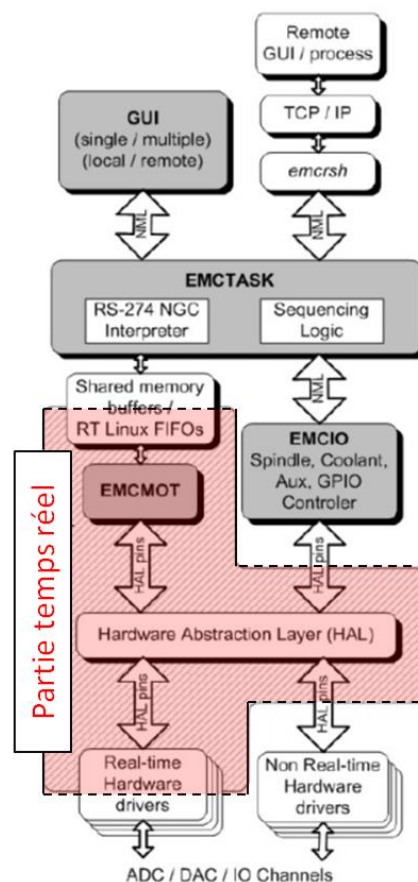 Remote
GUI / process
TCP / IP
emcrsh
GUI
(single / multiple)
(local / remote)
NML
NML
EMCTASK
RS-274 NGC
Interpreter
Sequencing
Logic
NML
Shared memory
buffers /
RT Linux FIFOs
EMCMOT
EMCIO
Spindle, Coolant,
Aux, GPIO
Controler
HAL pins
HAL pins
Hardware Abstraction Layer (HAL)
HAL pins
HAL pins
Real-time
Hardware
drivers
Non Real-time
Hardware
drivers
ADC / DAC / IO Channels
Partie temps réel